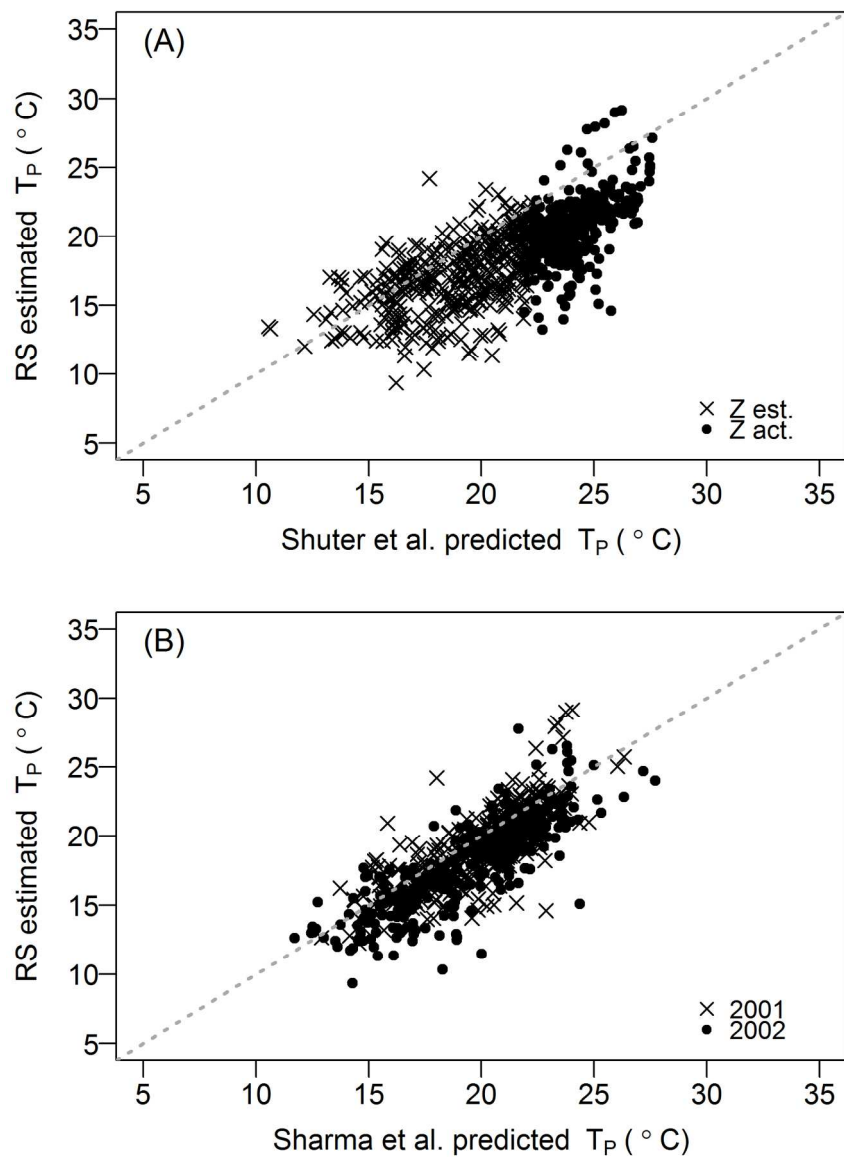 (A)
RS estimated T_P ( ° C)
35
30
25
20
15
10
5
× Z est.
● Z act.
5 10 15 20 25 30 35
Shuter et al. predicted T_P ( ° C)
(B)
RS estimated T_P ( ° C)
35
30
25
20
15
10
5
× 2001
● 2002
5 10 15 20 25 30 35
Sharma et al. predicted T_P ( ° C)